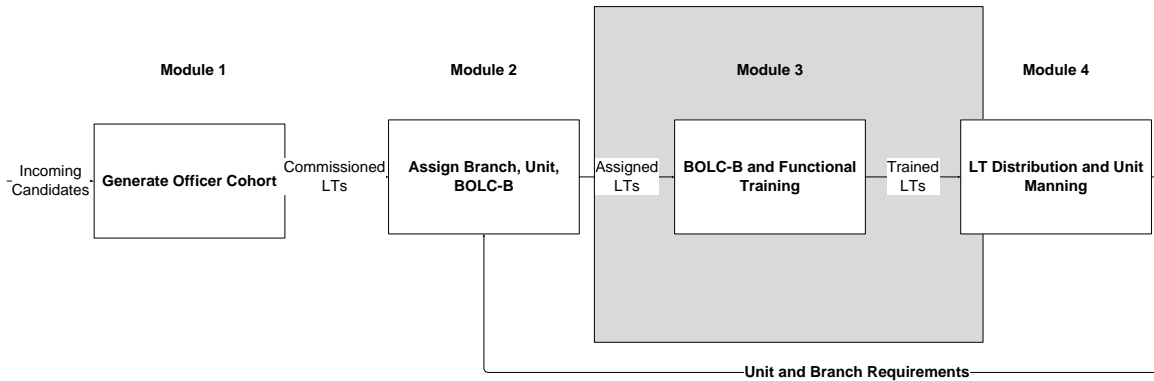 Module 1
Module 2
Module 3
Module 4
Incoming
Candidates
Generate Officer Cohort
Commissioned
LTs
Assign Branch, Unit,
BOLC-B
Assigned
LTs
BOLC-B and Functional
Training
Trained
LTs
LT Distribution and Unit
Manning
Unit and Branch Requirements